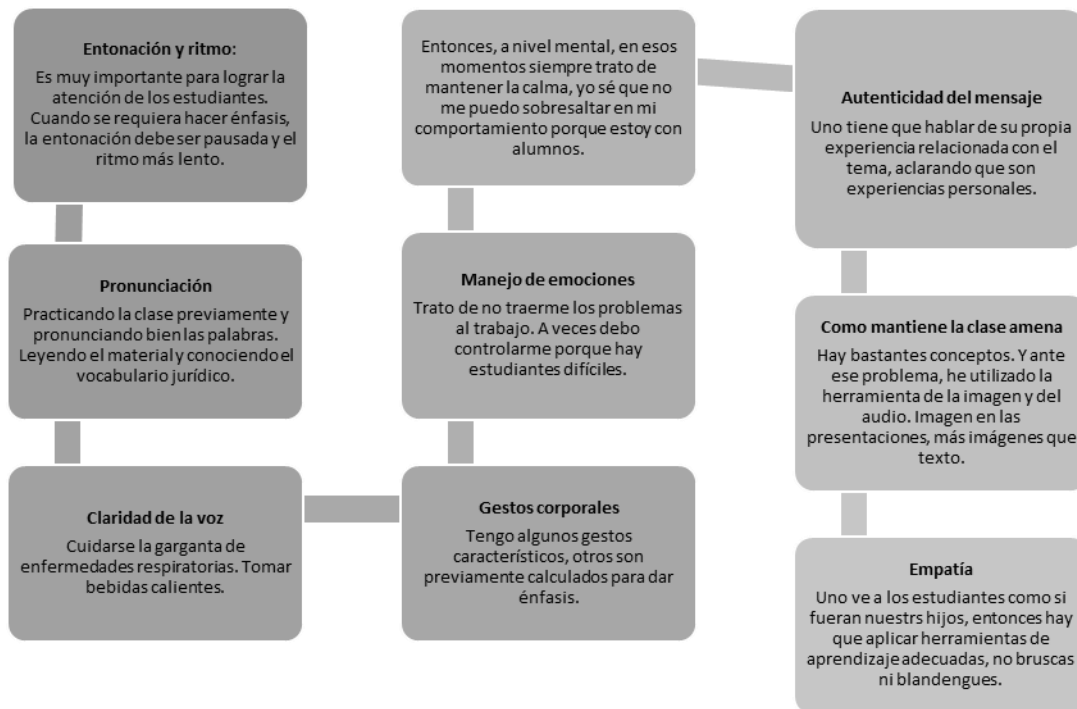 Entonación y ritmo:
Es muy importante para lograr la
atención de los estudiantes.
Cuando se requiera hacer énfasis,
la entonación debe ser pausada y el
ritmo más lento.
Pronunciación
Practicando la clase previamente y
pronunciando bien las palabras.
Leyendo el material y conociendo el
vocabulario jurídico.
Claridad de la voz
Cuidarse la garganta de
enfermedades respiratorias. Tomar
bebidas calientes.
Gestos corporales
Tengo algunos gestos
característicos, otros son
previamente calculados para dar
énfasis.
Manejo de emociones
Trato de no traerme los problemas
al trabajo. A veces debo
controlarme porque hay
estudiantes difíciles.
Entonces, a nivel mental, en esos
momentos siempre trato de
mantener la calma, yo sé que no
me puedo sobresaltar en mi
comportamiento porque estoy con
alumnos.
Autenticidad del mensaje
Uno tiene que hablar de su propia
experiencia relacionada con el
tema, aclarando que son
experiencias personales.
Como mantiene la clase amena
Hay bastantes conceptos. Y ante
ese problema, he utilizado la
herramienta de la imagen y del
audio. Imagen en las
presentaciones, más imágenes que
texto.
Empatía
Uno ve a los estudiantes como si
fueran nuestrs hijos, entonces hay
que aplicar herramientas de
aprendizaje adecuadas, no bruscas
ni blandengues.